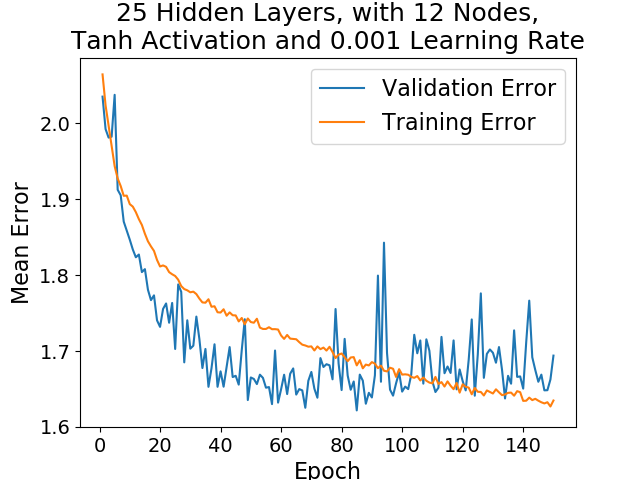 25 Hidden Layers, with 12 Nodes,
Tanh Activation and 0.001 Learning Rate
Validation Error
Training Error
Mean Error
2.0
1.9
1.8
1.7
1.6
0 20 40 60 80 100 120 140
Epoch